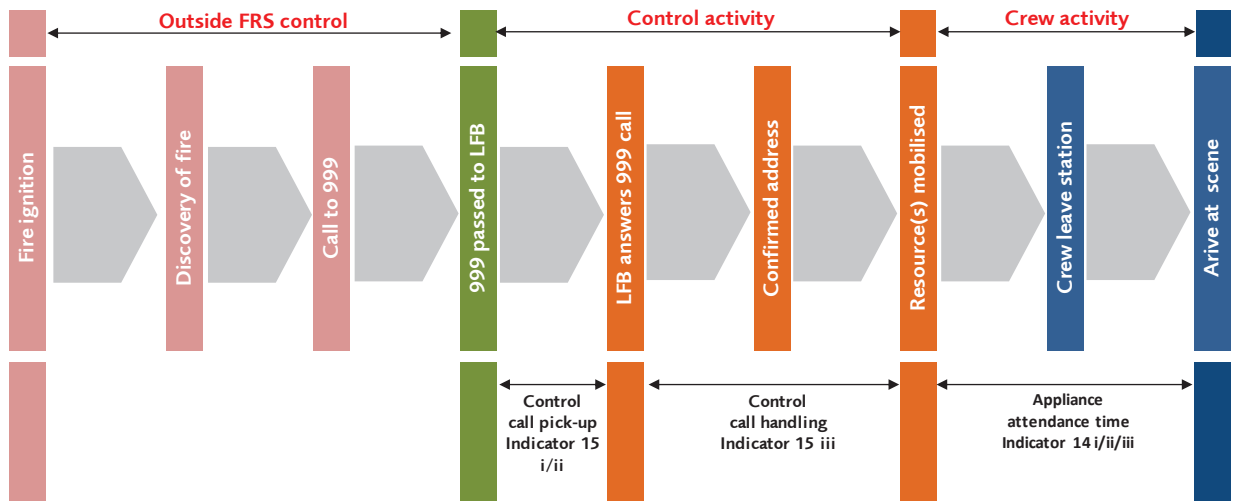 Outside FRS control
Control activity
Crew activity
Fire ignition
Discovery of fire
Call to 999
999 passed to LFB
LFB answers 999 call
Confirmed address
Resource(s) mobilised
Crew leave station
Arive at scene
Control
call pick-up
Indicator 15
i/ii
Control
call handling
Indicator 15 iii
Appliance
attendance time
Indicator 14 i/ii/iii